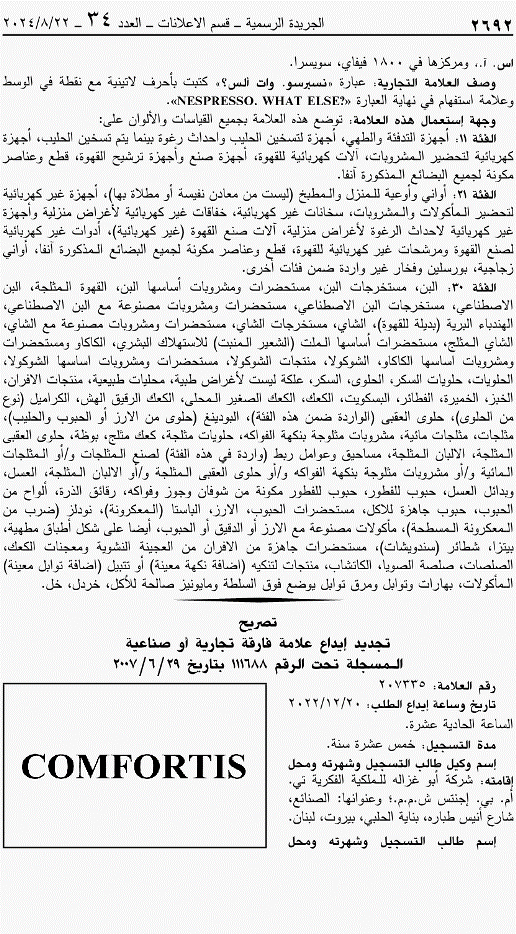 ٢٦٩٢ الجريدة الرسمية ــ قسم الاعلانات ــ العدد ٣٤ ــ ٢٠٢٤/٨/٢٢
اس. آ.، ومركزها في ١٨٠٠ فيفاي، سويسرا.
وصف العلامة التجارية: عبارة «نسبرسو. وات آلس؟» كتبت بأحرف لاتينية مع نقطة في الوسط
وعلامة استفهام في نهاية العبارة «NESPRESSO. WHAT ELSE?».
وجهة إستعمال هذه العلامة: توضع هذه العلامة بجميع القياسات والألوان على:
الفئة ١١: أجهزة التدفئة والطهي، أجهزة لتسخين الحليب واحداث رغوة بينما يتم تسخين الحليب، أجهزة
كهربائية لتحضير المشروبات، آلات كهربائية للقهوة، أجهزة صنع وأجهزة ترشيح القهوة، قطع وعناصر
مكونة لجميع البضائع المذكورة آنفا.
الفئة ٢١: أواني وأوعية للمنزل والمطبخ (ليست من معادن نفيسة أو مطلاة بها)، أجهزة غير كهربائية
لتحضير المأكولات والمشروبات، سخانات غير كهربائية، خفاقات غير كهربائية لأغراض منزلية وأجهزة
غير كهربائية لاحداث الرغوة لأغراض منزلية، آلات صنع القهوة (غير كهربائية)، أدوات غير كهربائية
لصنع القهوة ومرشحات غير كهربائية للقهوة، قطع وعناصر مكونة لجميع البضائع المذكورة آنفا، أواني
زجاجية، بورسلين وفخار غير واردة ضمن فئات أخرى.
الفئة ٣٠: البن، مستخرجات البن، مستحضرات ومشروبات أساسها البن، القهوة المثلجة، البن
الاصطناعي، مستخرجات البن الاصطناعي، مستحضرات ومشروبات مصنوعة مع البن الاصطناعي،
الهندباء البرية (بديلة للقهوة)، الشاي، مستخرجات الشاي، مستحضرات ومشروبات مصنوعة مع الشاي،
الشاي المثلج، مستحضرات أساسها الملت (الشعير المنبت) للاستهلاك البشري، الكاكاو ومستحضرات
ومشروبات اساسها الكاكاو، الشوكولا، منتجات الشوكولا، مستحضرات ومشروبات اساسها الشوكولا،
الحلويات، حلويات السكر، الحلوى، السكر، علكة ليست لأغراض طبية، محليات طبيعية، منتجات الافران،
الخبز، الخميرة، الفطائر، البسكويت، الكعك، الكعك الصغير المحلى، الكعك الرقيق الهش، الكراميل (نوع
من الحلوى)، حلوى العقبى (الواردة ضمن هذه الفئة)، البودينغ (حلوى من الارز أو الحبوب والحليب)،
مثلجات، مثلجات مائية، مشروبات مثلوجة بنكهة الفواكه، حلويات مثلجة، كعك مثلج، بوظة، حلوى العقبى
المثلجة، الالبان المثلجة، مساحيق وعوامل ربط (واردة في هذه الفئة) لصنع المثلجات و/أو المثلجات
المائية و/أو مشروبات مثلوجة بنكهة الفواكه و/أو حلوى العقبى المثلجة و/أو الالبان المثلجة، العسل،
وبدائل العسل، حبوب للفطور، حبوب للفطور مكونة من شوفان وجوز وفواكه، رقائق الذرة، ألواح من
الحبوب، حبوب جاهزة للاكل، مستحضرات الحبوب، الارز، الباستا (المعكرونة)، نودلز (ضرب من
المعكرونة المسطحة)، مأكولات مصنوعة مع الارز أو الدقيق أو الحبوب، أيضا على شكل أطباق مطهية،
بيتزا، شطائر (سندويشات)، مستحضرات جاهزة من الافران من العجينة النشوية ومعجنات الكعك،
الصلصات، صلصة الصويا، الكاتشاب، منتجات لتنكيه (اضافة نكهة معينة) أو تتبيل (اضافة توابل معينة)
المأكولات، بهارات وتوابل ومرق توابل يوضع فوق السلطة ومايونيز صالحة للأكل، خردل، خل.
تصريح
تجديد إيداع علامة فارقة تجارية أو صناعية
المسجلة تحت الرقم ١١١٦٨٨ بتاريخ ٢٠٠٧/٦/٢٩
رقم العلامة: ٢٠٧٣٣٥
تاريخ وساعة إيداع الطلب: ٢٠٢٢/١٢/٢٠
الساعة الحادية عشرة.
مدة التسجيل: خمس عشرة سنة.
إسم وكيل طالب التسجيل وشهرته ومحل
إقامته: شركة أبو غزاله للملكية الفكرية تي.
أم. بي. إجنتس ش.م.م.؛ وعنوانها: الصنائع،
شارع أنيس طباره، بناية الحلبي، بيروت، لبنان.
إسم طالب التسجيل وشهرته ومحل
COMFORTIS